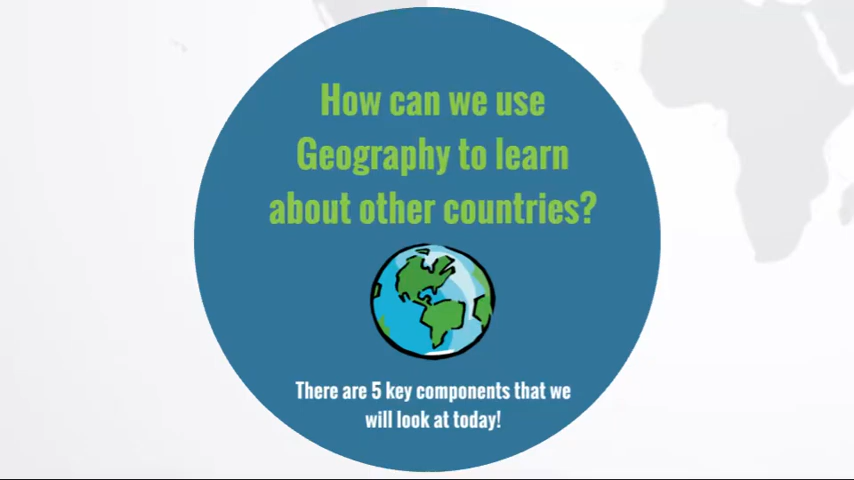 How can we use
Geography to learn
about other countries?
There are 5 key components that we
will look at today!